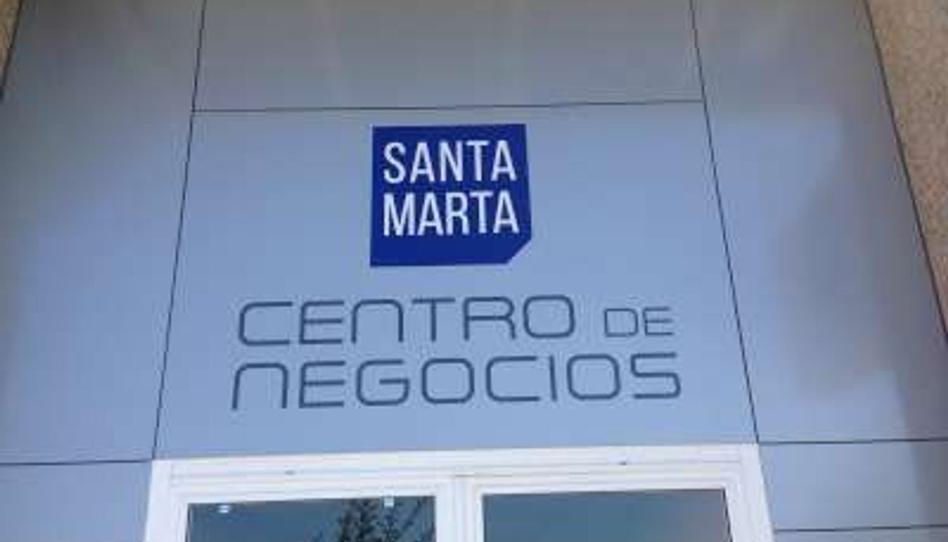 SANTA
MARTA
CENTRO DE
NEGOCIOS